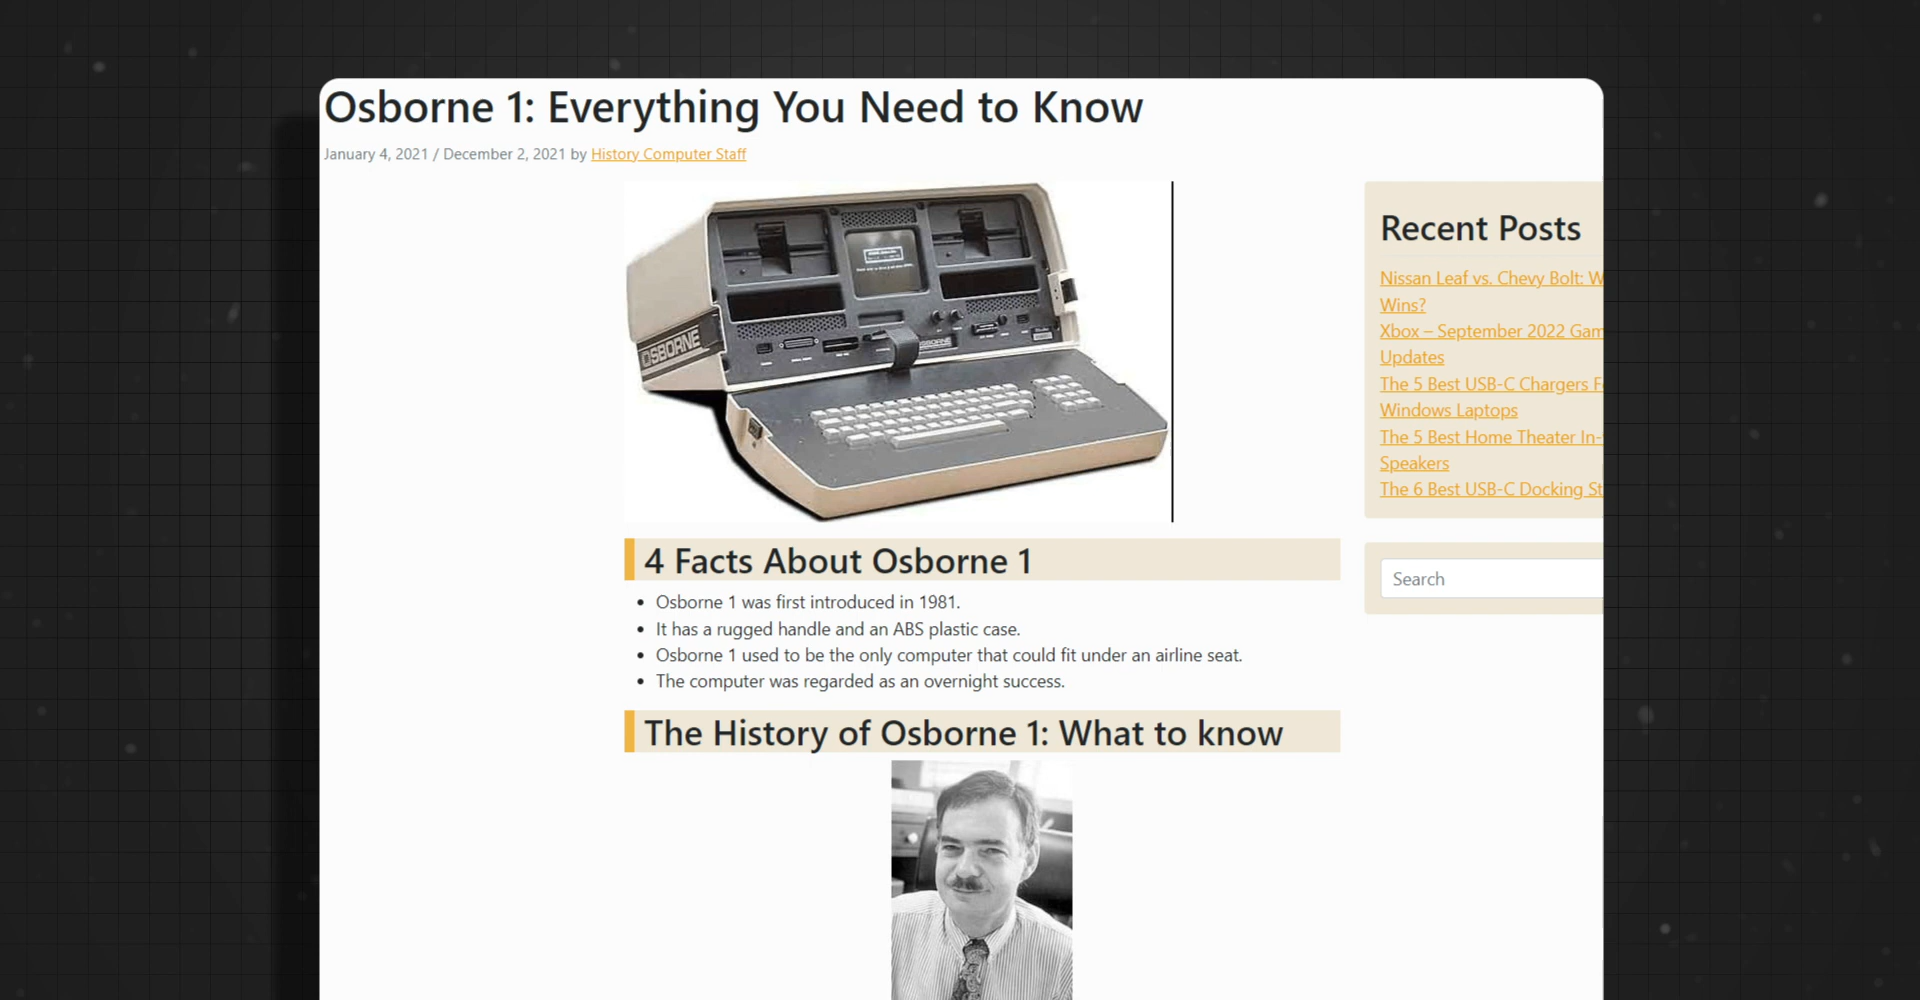 Osborne 1: Everything You Need to Know
January 4, 2021 / December 2, 2021 by History Computer Staff
OSBORNE
OSBORNE
4 Facts About Osborne 1
• Osborne 1 was first introduced in 1981.
• It has a rugged handle and an ABS plastic case.
• Osborne 1 used to be the only computer that could fit under an airline seat.
• The computer was regarded as an overnight success.
The History of Osborne 1: What to know
Recent Posts
Nissan Leaf vs. Chevy Bolt: W
Wins?
Xbox – September 2022 Gam
Updates
The 5 Best USB-C Chargers F
Windows Laptops
The 5 Best Home Theater In-
Speakers
The 6 Best USB-C Docking St
Search